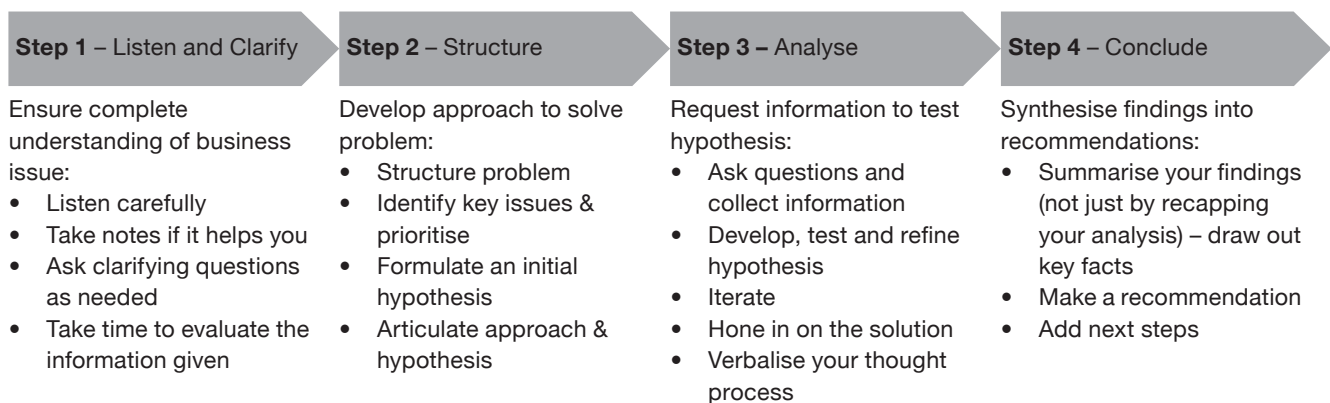 Step 1 – Listen and Clarify
Ensure complete
understanding of business
issue:
• Listen carefully
• Take notes if it helps you
• Ask clarifying questions
as needed
• Take time to evaluate the
information given
Step 2 – Structure
Develop approach to solve
problem:
• Structure problem
• Identify key issues &
prioritise
• Formulate an initial
hypothesis
• Articulate approach &
hypothesis
Step 3 – Analyse
Request information to test
hypothesis:
• Ask questions and
collect information
• Develop, test and refine
hypothesis
• Iterate
• Hone in on the solution
• Verbalise your thought
process
Step 4 – Conclude
Synthesise findings into
recommendations:
• Summarise your findings
(not just by recapping
your analysis) – draw out
key facts
• Make a recommendation
• Add next steps